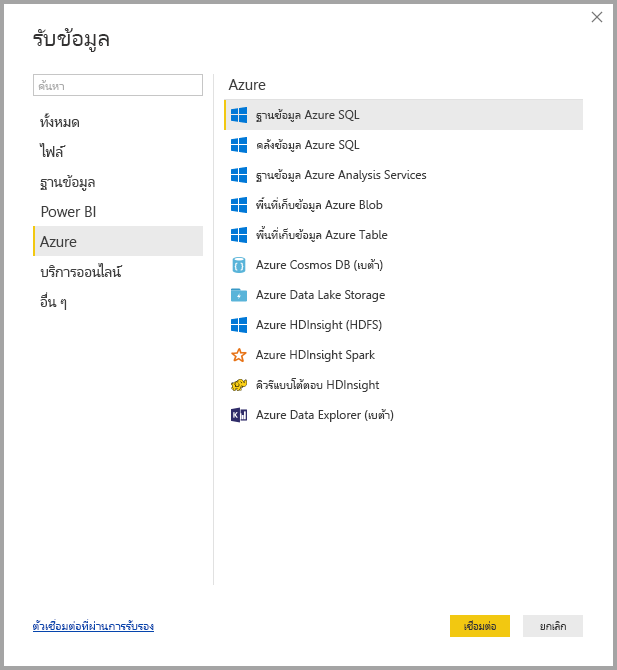 รับข้อมูล
ค้นหา
ทั้งหมด
ไฟล์
ฐานข้อมูล
Power BI
Azure
บริการออนไลน์
อื่น ๆ
Azure
ฐานข้อมูล Azure SQL
คลังข้อมูล Azure SQL
ฐานข้อมูล Azure Analysis Services
พื้นที่เก็บข้อมูล Azure Blob
พื้นที่เก็บข้อมูล Azure Table
Azure Cosmos DB (เบต้า)
Azure Data Lake Storage
Azure HDInsight (HDFS)
Azure HDInsight Spark
คิวรีแบบโต้ตอบ HDInsight
Azure Data Explorer (เบต้า)
ตัวเชื่อมต่อที่ผ่านการรับรอง
เชื่อมต่อ
ยกเลิก